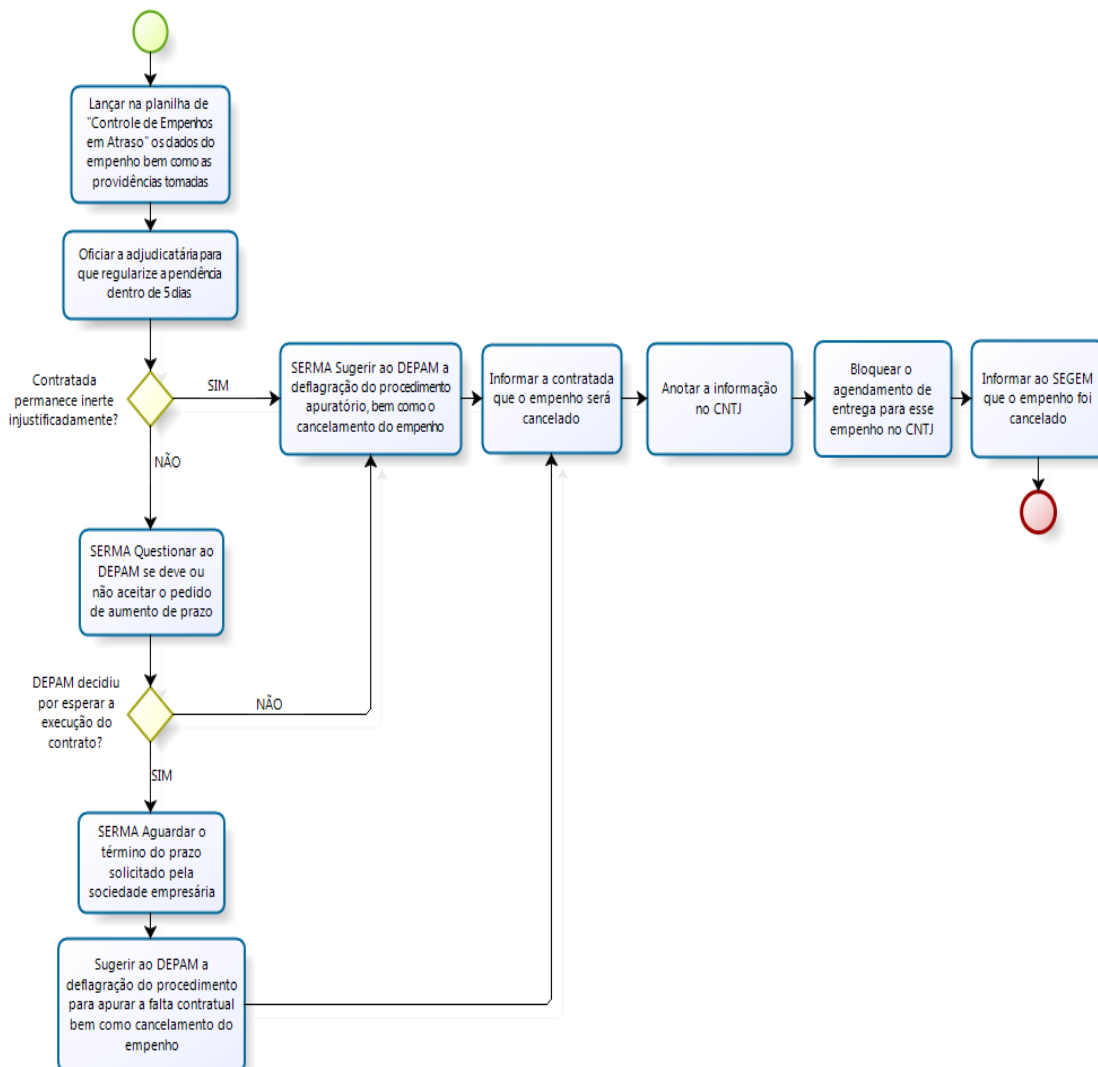 Lançar na planilha de
"Controle de Empenhos
em Atraso" os dados do
empenho bem como as
providências tomadas
Oficiar a adjudicatária para
que regularize a pendência
dentro de 5 dias
Contratada
permanece inerte
injustificadamente?
SIM
NÃO
SERMA Sugerir ao DEPAM a
deflagração do procedimento
apuratório, bem como o
cancelamento do empenho
Informar a contratada
que o empenho será
cancelado
Anotar a informação
no CNTJ
Bloquear o
agendamento de
entrega para esse
empenho no CNTJ
Informar ao SEGEM
que o empenho foi
cancelado
SERMA Questionar ao
DEPAM se deve ou
não aceitar o pedido
de aumento de prazo
DEPAM decidiu
por esperar a
execução do
contrato?
NÃO
SIM
SERMA Aguardar o
término do prazo
solicitado pela
sociedade empresária
Sugerir ao DEPAM a
deflagração do procedimento
para apurar a falta contratual
bem como cancelamento do
empenho